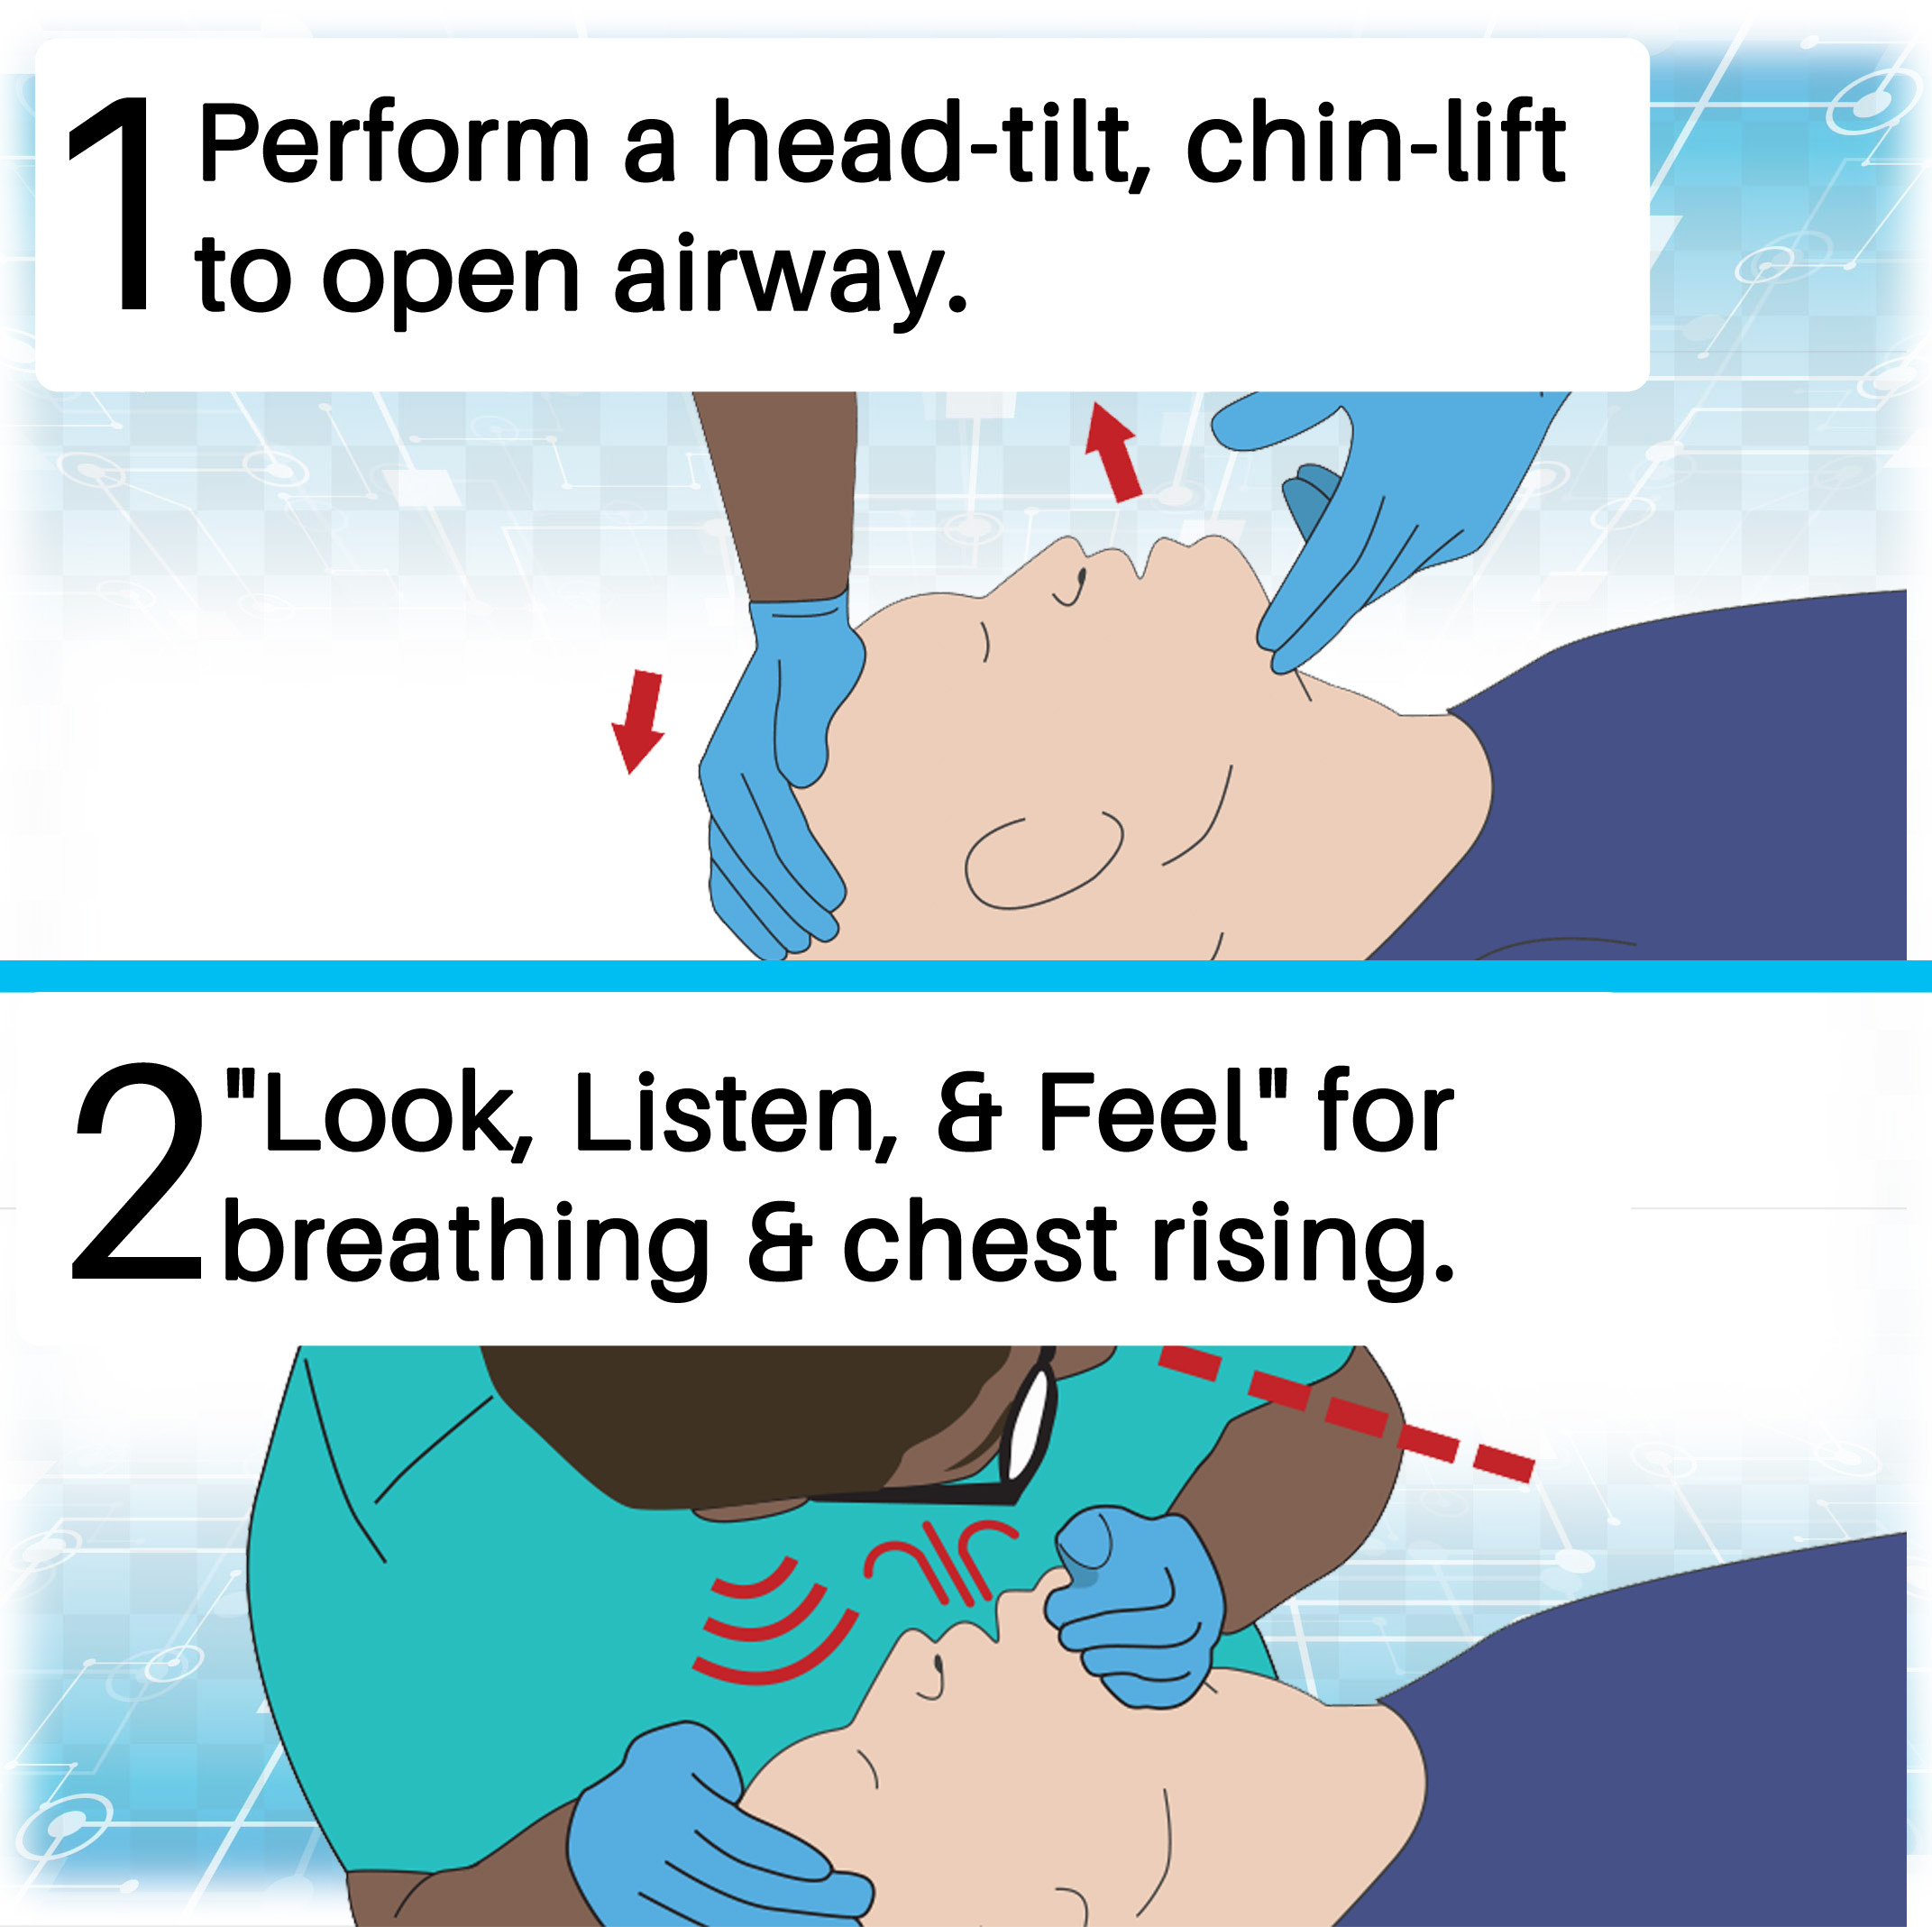 1 Perform a head-tilt, chin-lift
to open airway.
2 "Look, Listen, & Feel" for
breathing & chest rising.